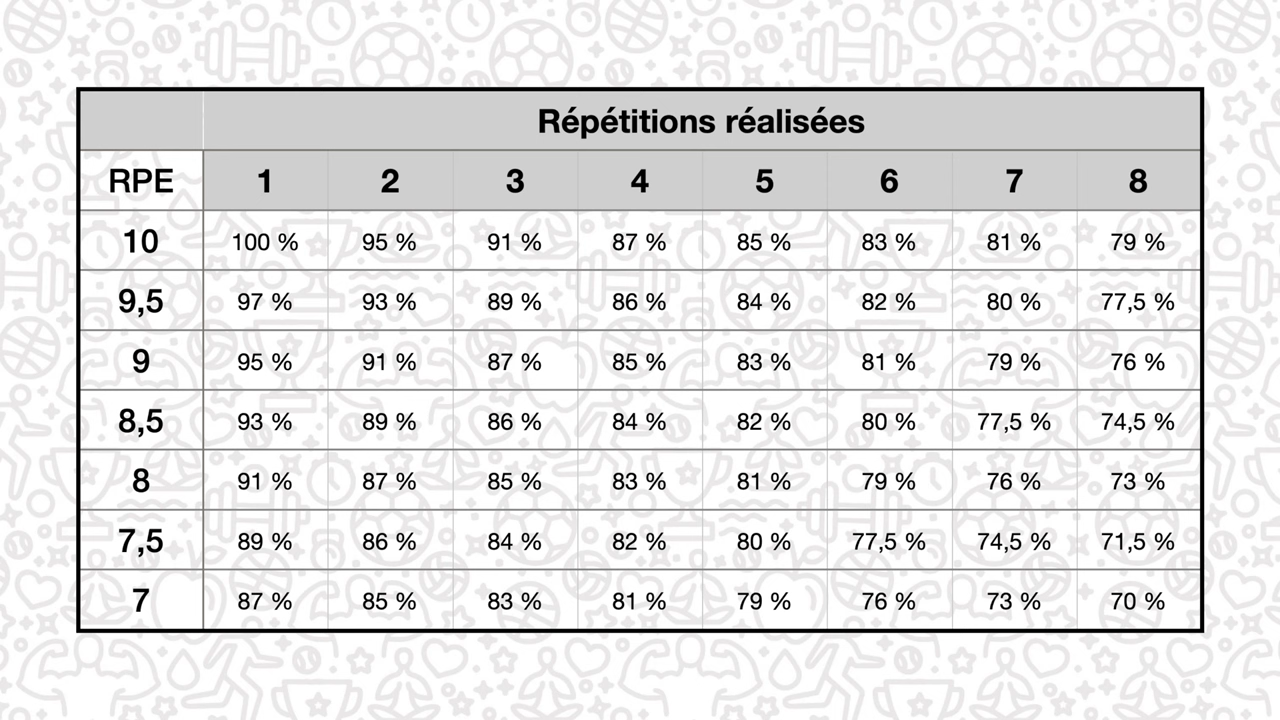 Répétitions réalisées
RPE 1 2 3 4 5 6 7 8
10 100 % 95 % 91 % 87 % 85 % 83 % 81 % 79 %
9,5 97 % 93 % 89 % 86 % 84 % 82 % 80 % 77,5 %
9 95 % 91 % 87 % 85 % 83 % 81 % 79 % 76 %
8,5 93 % 89 % 86 % 84 % 82 % 80 % 77,5 % 74,5 %
8 91 % 87 % 85 % 83 % 81 % 79 % 76 % 73 %
7,5 89 % 86 % 84 % 82 % 80 % 77,5 % 74,5 % 71,5 %
7 87 % 85 % 83 % 81 % 79 % 76 % 73 % 70 %